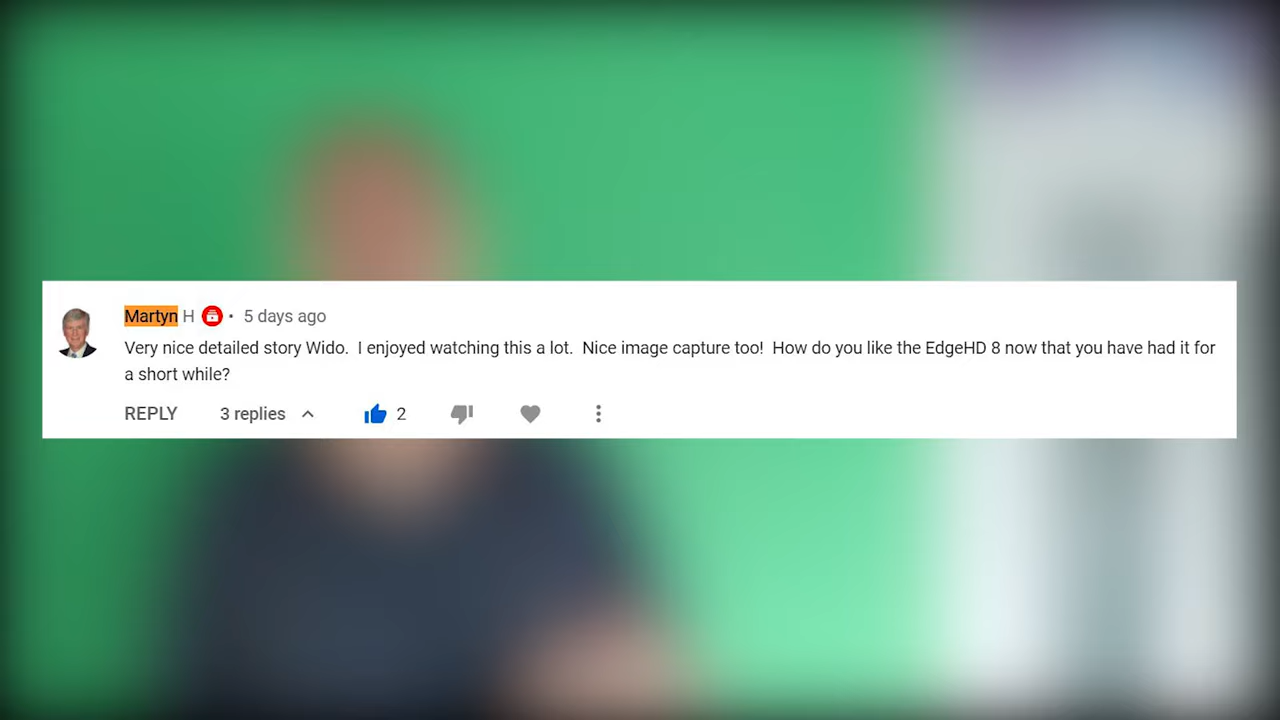 Martyn H • 5 days ago
Very nice detailed story Wido.  I enjoyed watching this a lot.  Nice image capture too!  How do you like the EdgeHD 8 now that you have had it for
a short while?
REPLY 3 replies 2